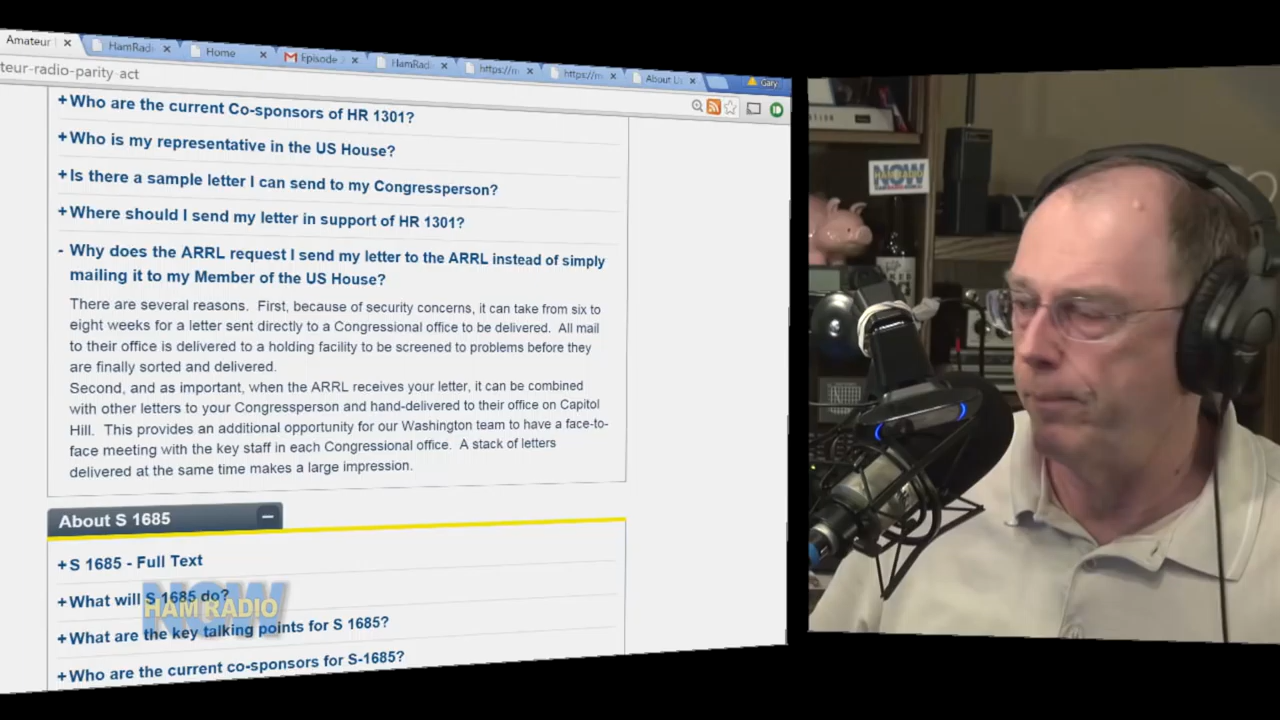 Amateur
HamRadi
Home
Episode
HamRadi
https://m
https://m
About Us
Gary
teur-radio-parity-act
+Who are the current Co-sponsors of HR 1301?
+Who is my representative in the US House?
+Is there a sample letter I can send to my Congressperson?
+Where should I send my letter in support of HR 1301?
- Why does the ARRL request I send my letter to the ARRL instead of simply
mailing it to my Member of the US House?
There are several reasons. First, because of security concerns, it can take from six to
eight weeks for a letter sent directly to a Congressional office to be delivered. All mail
to their office is delivered to a holding facility to be screened to problems before they
are finally sorted and delivered.
Second, and as important, when the ARRL receives your letter, it can be combined
with other letters to your Congressperson and hand-delivered to their office on Capitol
Hill. This provides an additional opportunity for our Washington team to have a face-to-
face meeting with the key staff in each Congressional office. A stack of letters
delivered at the same time makes a large impression.
About S 1685
+S 1685 - Full Text
+What will S 1685 do?
+What are the key talking points for S 1685?
+Who are the current co-sponsors for S-1685?
NOW
HAM RADIO
NOW
HAM RADIO